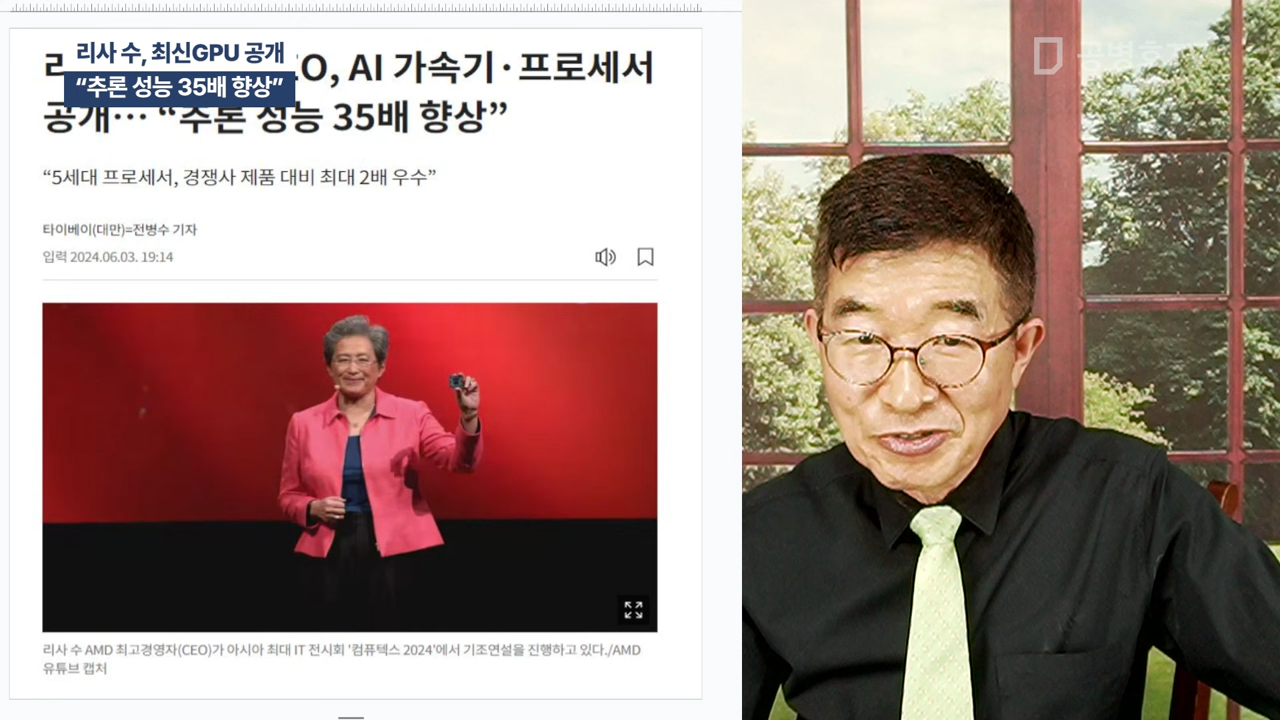 리사 수, 최신GPU 공개
“추론 성능 35배 향상”
EO, AI 가속기·프로세서
공개… “추론 성능 35배 향상”
“5세대 프로세서, 경쟁사 제품 대비 최대 2배 우수”
타이베이(대만)=전병수 기자
입력 2024.06.03. 19:14
리사 수 AMD 최고경영자(CEO)가 아시아 최대 IT 전시회 '컴퓨텍스 2024'에서 기조연설을 진행하고 있다./AMD
유튜브 캡처